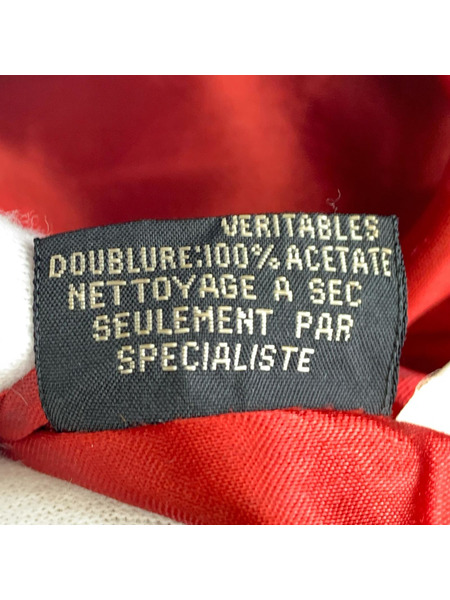 VERITABLES
DOUBLURE:100% ACETATE
NETTOYAGE A SEC
SEULEMENT PAR
SPECIALISTE